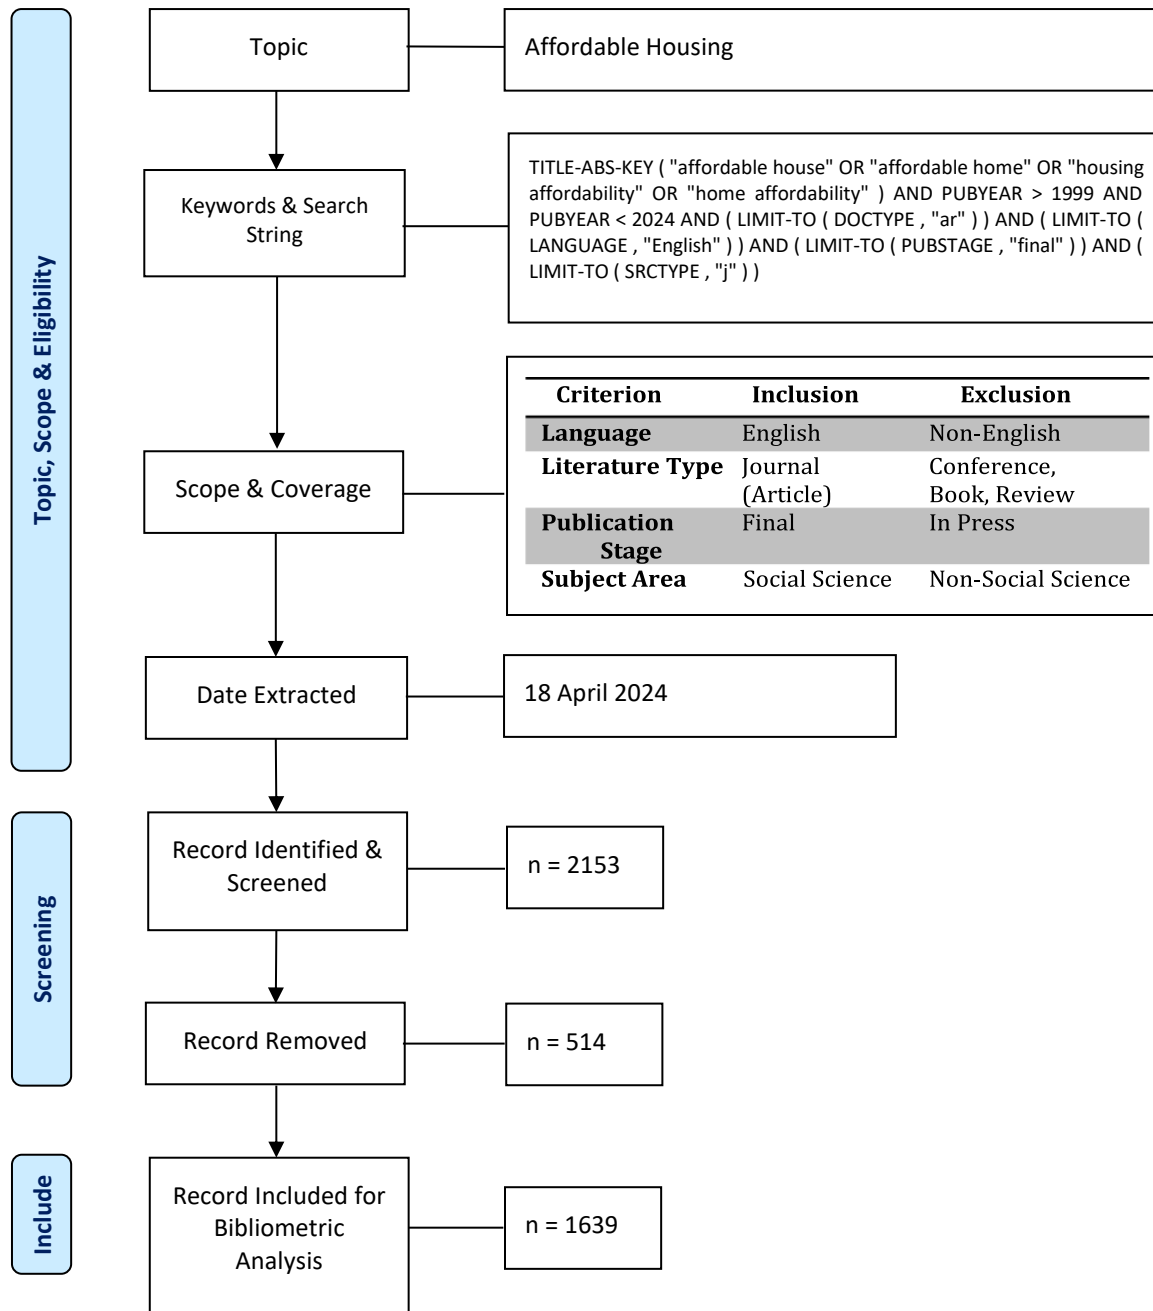 Topic, Scope & Eligibility
Topic
Affordable Housing
Keywords & Search
String
TITLE-ABS-KEY ( "affordable house" OR "affordable home" OR "housing
affordability" OR "home affordability" ) AND PUBYEAR > 1999 AND
PUBYEAR < 2024 AND ( LIMIT-TO ( DOCTYPE , "ar" ) ) AND ( LIMIT-TO (
LANGUAGE , "English" ) ) AND ( LIMIT-TO ( PUBSTAGE , "final" ) ) AND (
LIMIT-TO ( SRCTYPE , "j" ) )
Scope & Coverage
Criterion Inclusion Exclusion
Language English Non-English
Literature Type Journal Conference,
(Article) Book, Review
Publication Final In Press
Stage
Subject Area Social Science Non-Social Science
Date Extracted
18 April 2024
Screening
Record Identified &
Screened
n = 2153
Record Removed
n = 514
Include
Record Included for
Bibliometric
Analysis
n = 1639